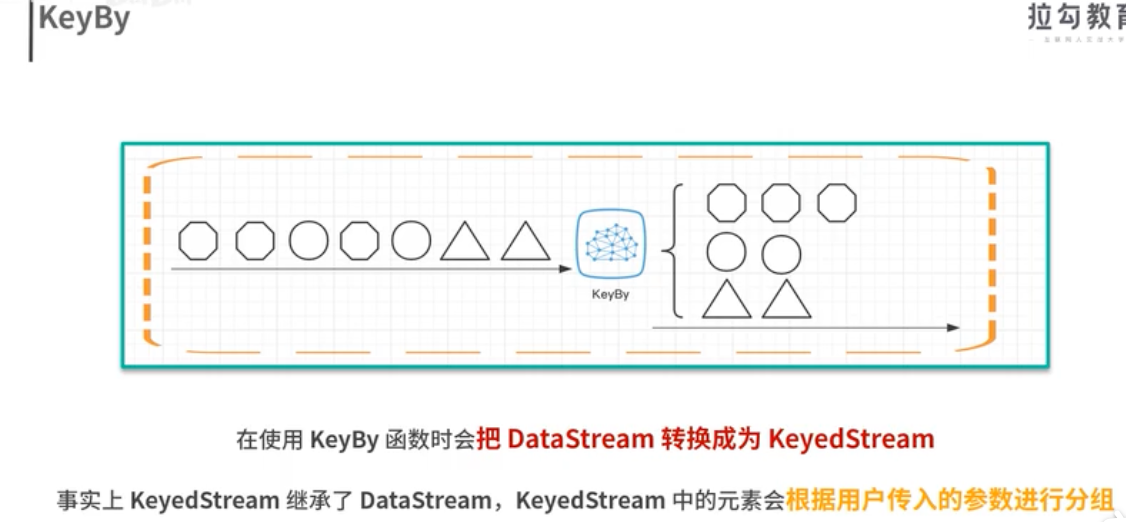 KeyBy
拉勾教育
KeyBy
在使用 KeyBy 函数时会把 DataStream 转换成为 KeyedStream
事实上 KeyedStream 继承了 DataStream，KeyedStream 中的元素会根据用户传入的参数进行分组